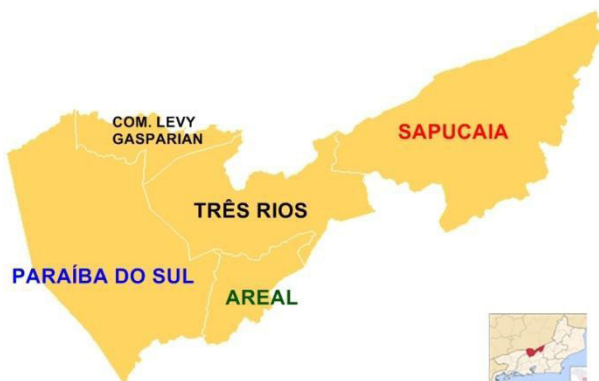 COM. LEVY
GASPARIAN
SAPUCAIA
TRÊS RIOS
PARAÍBA DO SUL
AREAL